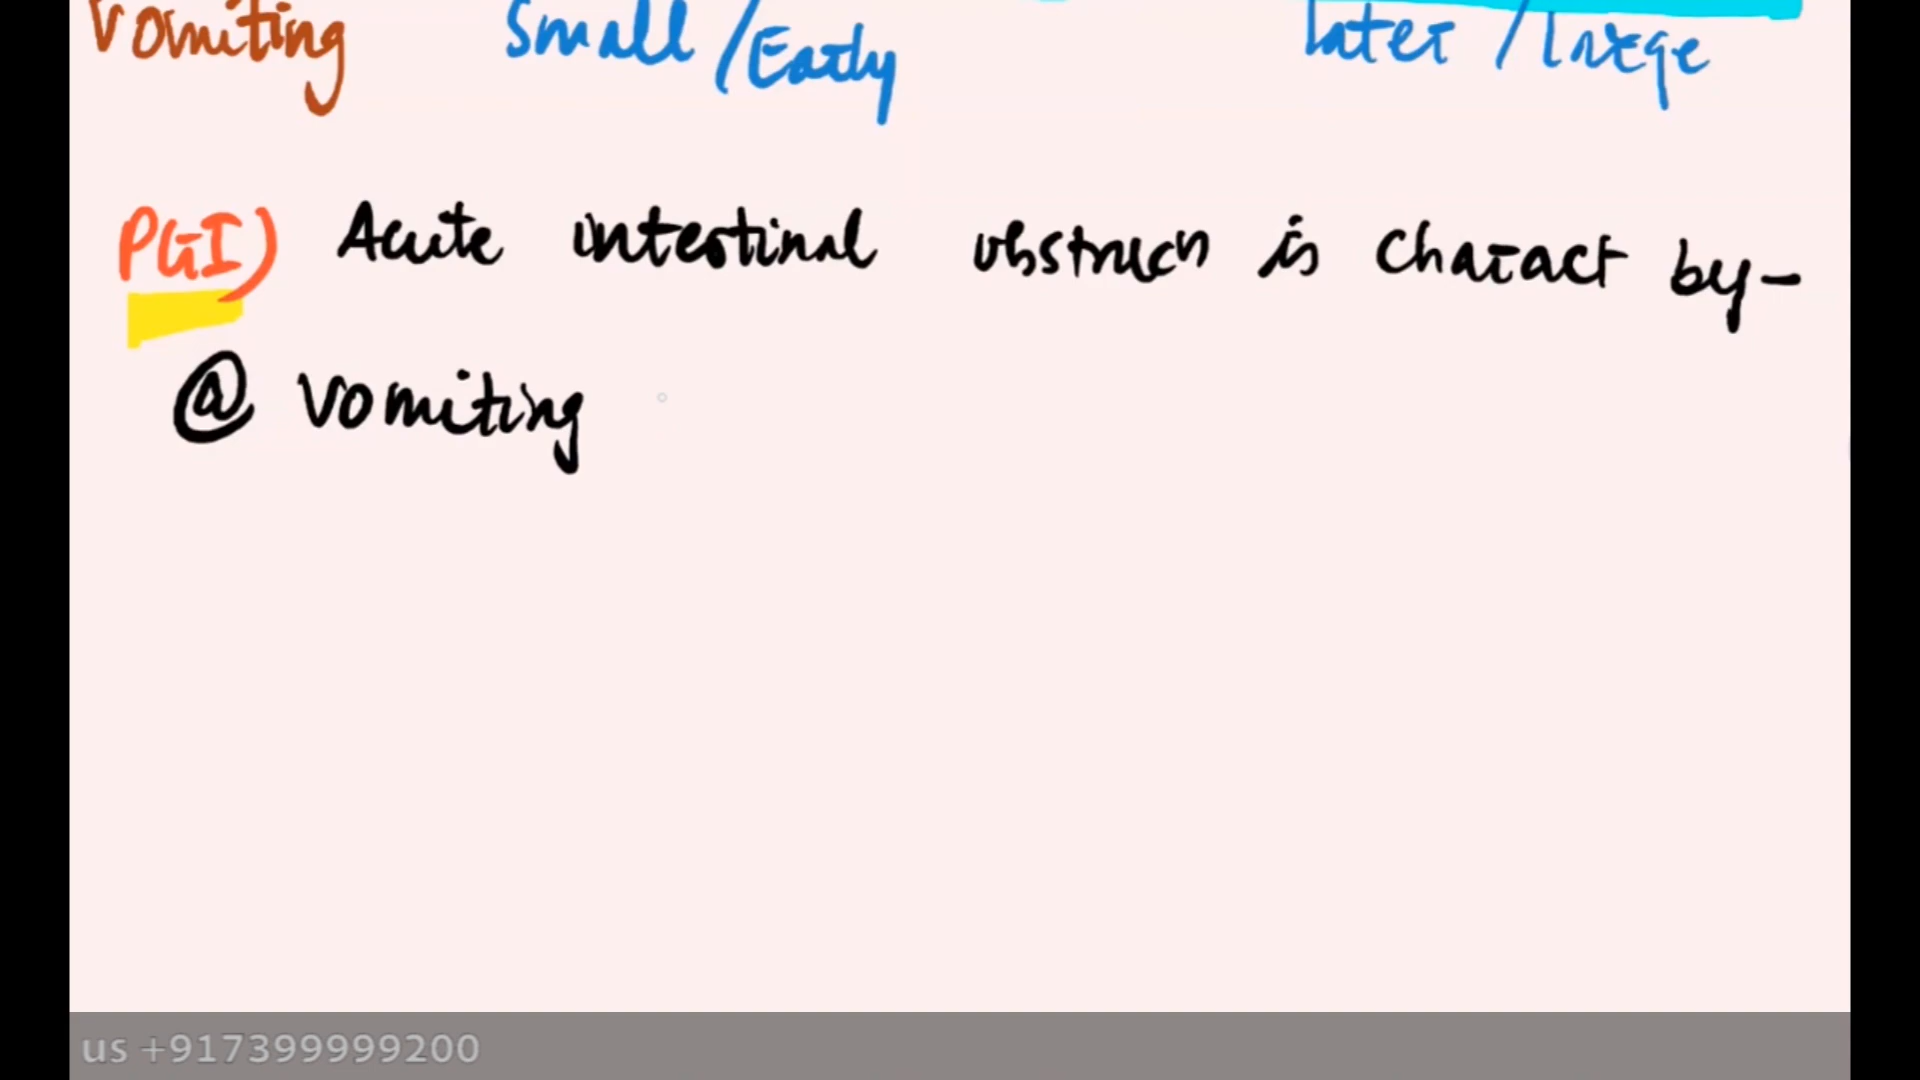 Vomiting Small/Early Later/Large
PGI) Acute intestinal obstrucn is charact by-
ⓐ Vomiting
us +917399999200